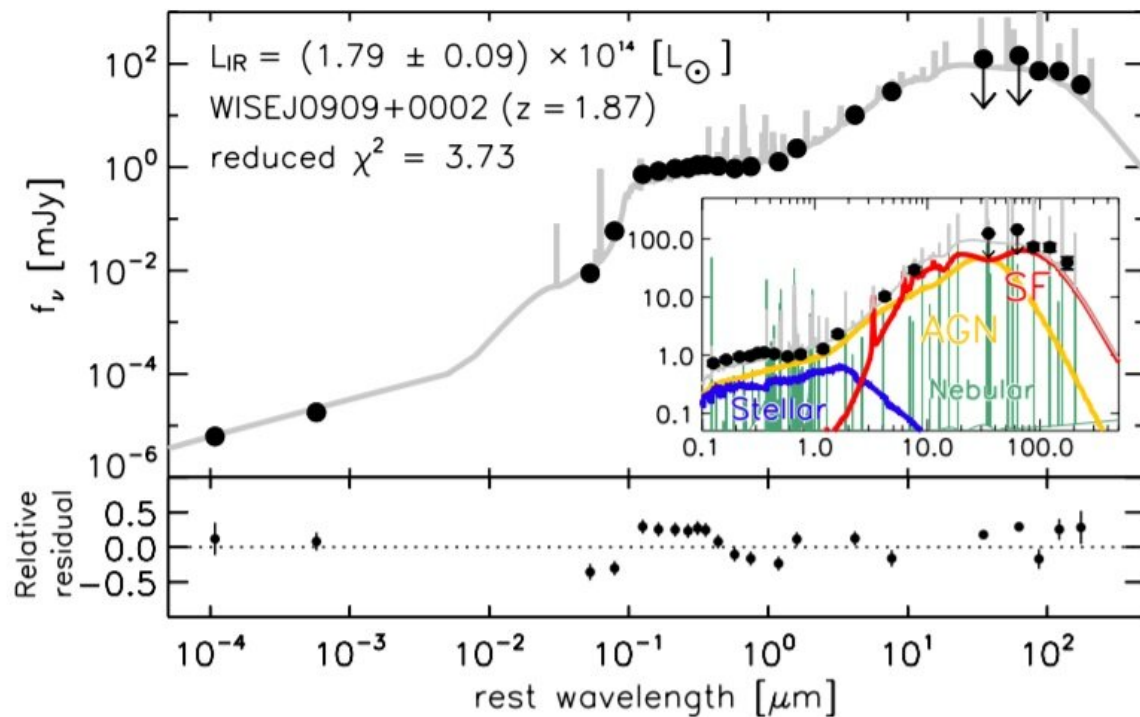 L_IR = (1.79 ± 0.09) × 10^14 [L_⊙]
WISEJ0909+0002 (z = 1.87)
reduced χ² = 3.73
f_ν [mJy]
10^2
10^0
10^-2
10^-4
10^-6
100.0
10.0
1.0
0.1
SF
AGN
Nebular
Stellar
0.1 1.0 10.0 100.0
Relative
residual
0.5
0.0
−0.5
10^-4 10^-3 10^-2 10^-1 10^0 10^1 10^2
rest wavelength [μm]